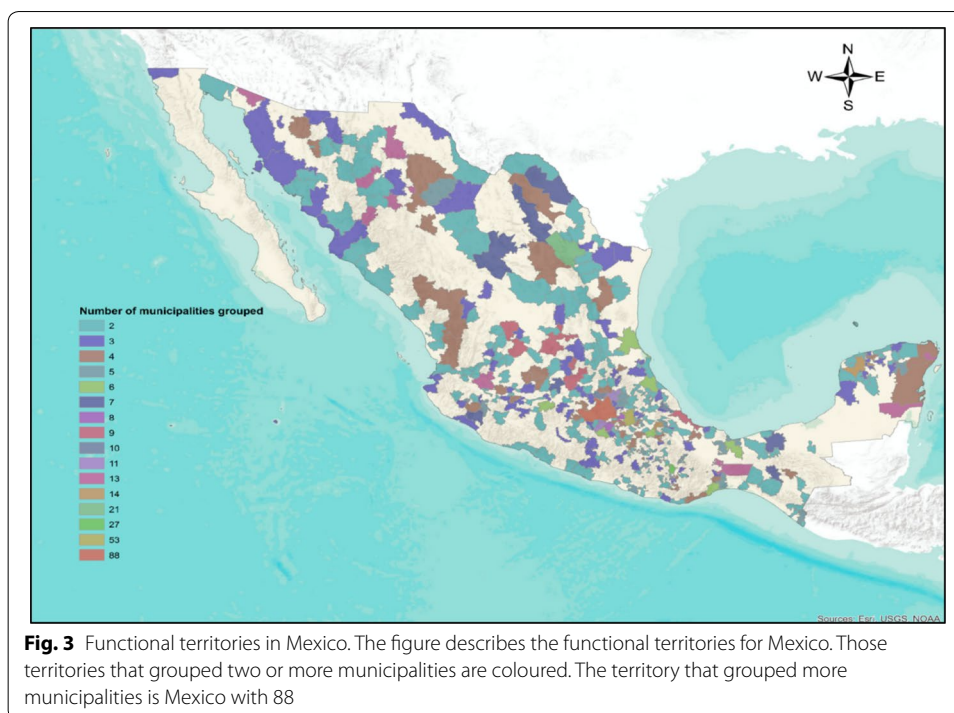 N
W E
S
Number of municipalities grouped
2
3
4
5
6
7
8
9
10
11
13
14
21
27
53
88
Sources: Esri, USGS, NOAA
Fig. 3 Functional territories in Mexico. The figure describes the functional territories for Mexico. Those
territories that grouped two or more municipalities are coloured. The territory that grouped more
municipalities is Mexico with 88